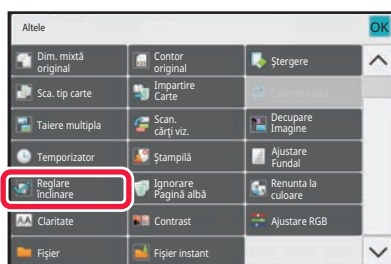 Altele
OK
Dim. mixtă
original
Contor
original
Ștergere
Sca. tip carte
Impartire
Carte
Taiere multipla
Scan.
cărți viz.
Decupare
Imagine
Temporizator
Ștampilă
Ajustare
Fundal
Reglare
înclinare
Ignorare
Pagină albă
Renunta la
culoare
Claritate
Contrast
Ajustare RGB
Fișier
Fișier instant